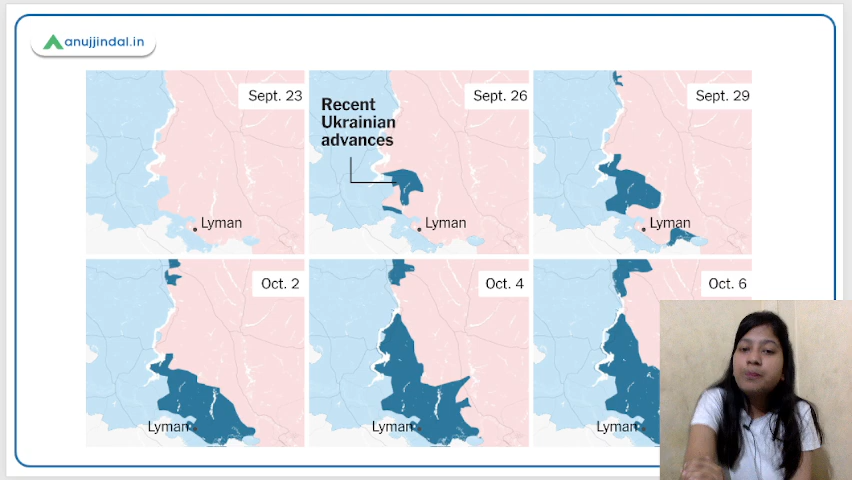 anujjindal.in
Sept. 23
Sept. 26
Sept. 29
Recent
Ukrainian
advances
Lyman
Lyman
Lyman
Oct. 2
Oct. 4
Oct. 6
Lyman
Lyman
Lyman